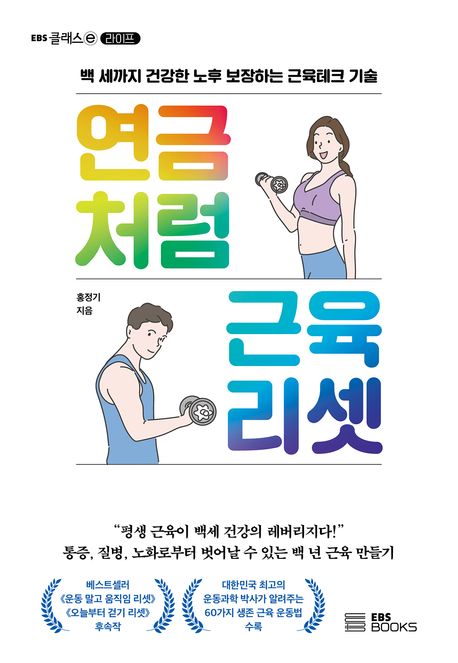 EBS 클래스 e 라이프
백 세까지 건강한 노후 보장하는 근육테크 기술
연금
처럼
홍정기
지음
근육
리셋
“평생 근육이 백세 건강의 레버리지다!”
통증, 질병, 노화로부터 벗어날 수 있는 백 년 근육 만들기
베스트셀러
《운동 말고 움직임 리셋》
《오늘부터 걷기 리셋》
후속작
대한민국 최고의
운동과학 박사가 알려주는
60가지 생존 근육 운동법
수록
EBS
BOOKS